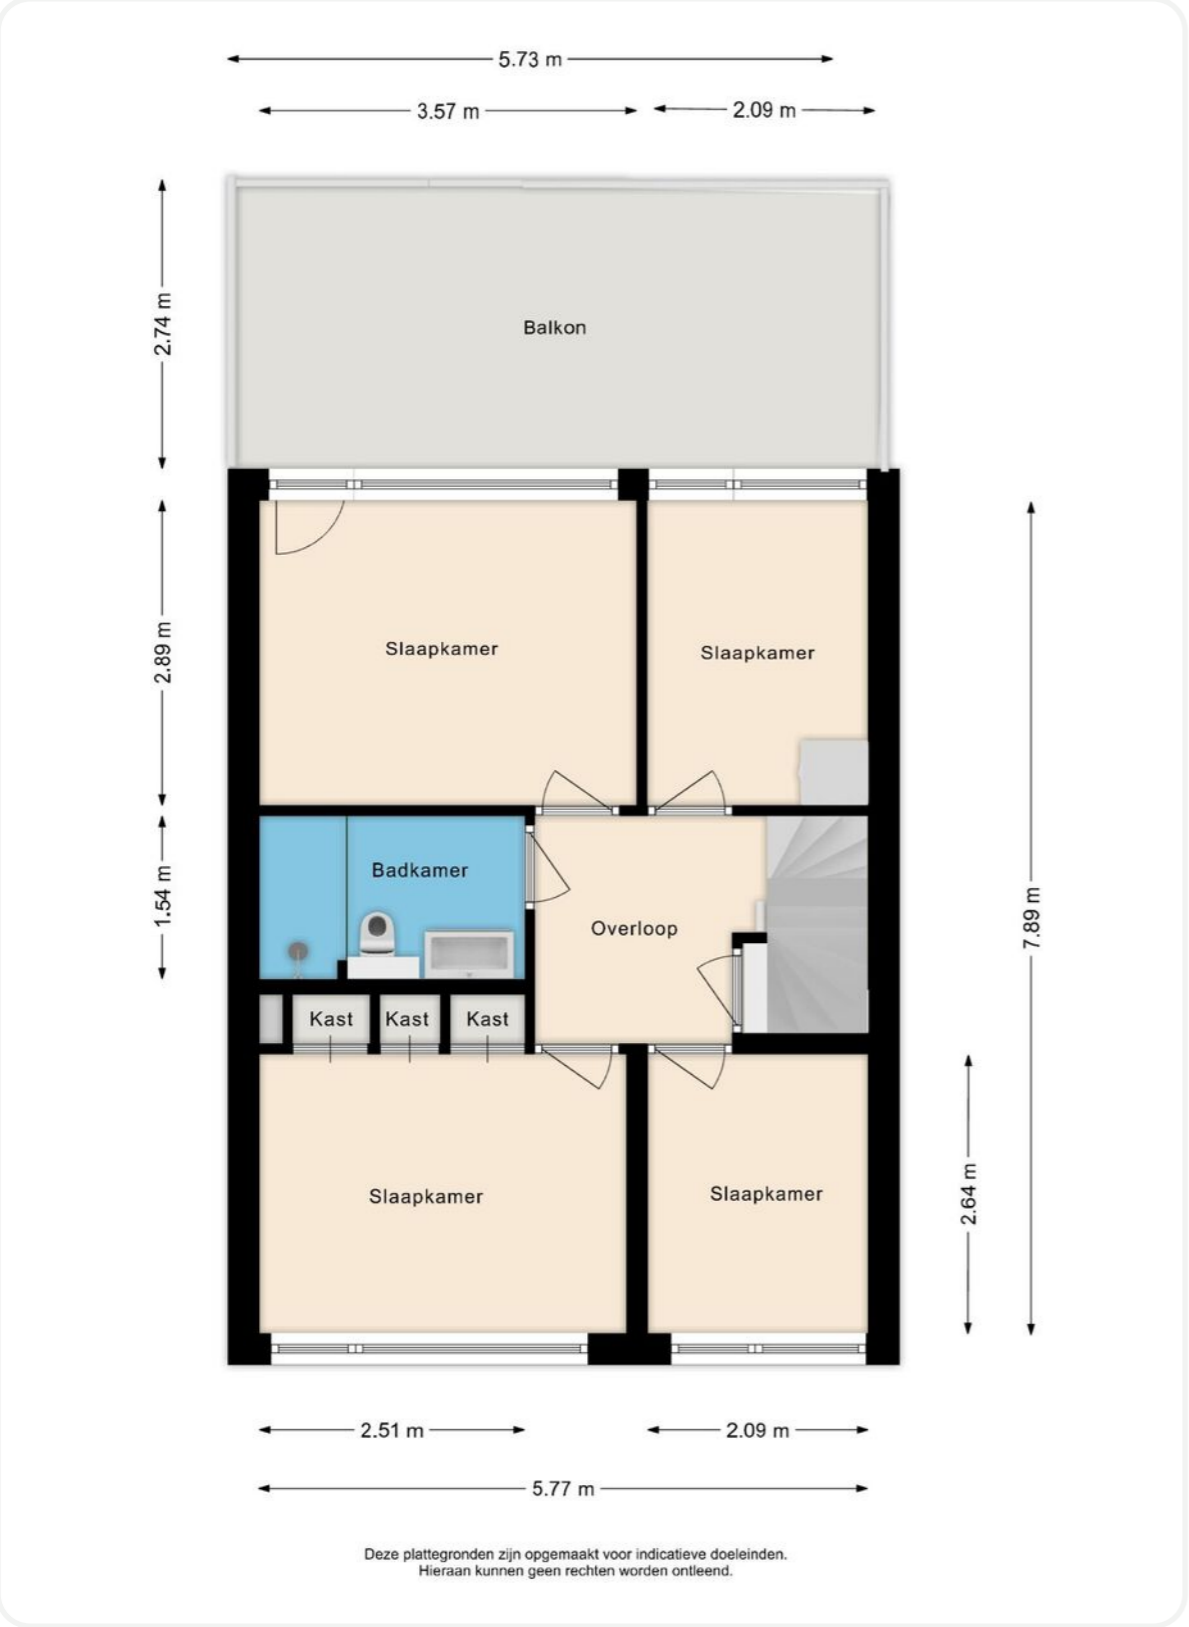 5.73 m
3.57 m
2.09 m
2.74 m
Balkon
2.89 m
Slaapkamer
Slaapkamer
1.54 m
Badkamer
Overloop
7.89 m
Kast
Kast
Kast
Slaapkamer
Slaapkamer
2.64 m
2.51 m
2.09 m
5.77 m
Deze plattegronden zijn opgemaakt voor indicatieve doeleinden.
Hieraan kunnen geen rechten worden ontleend.